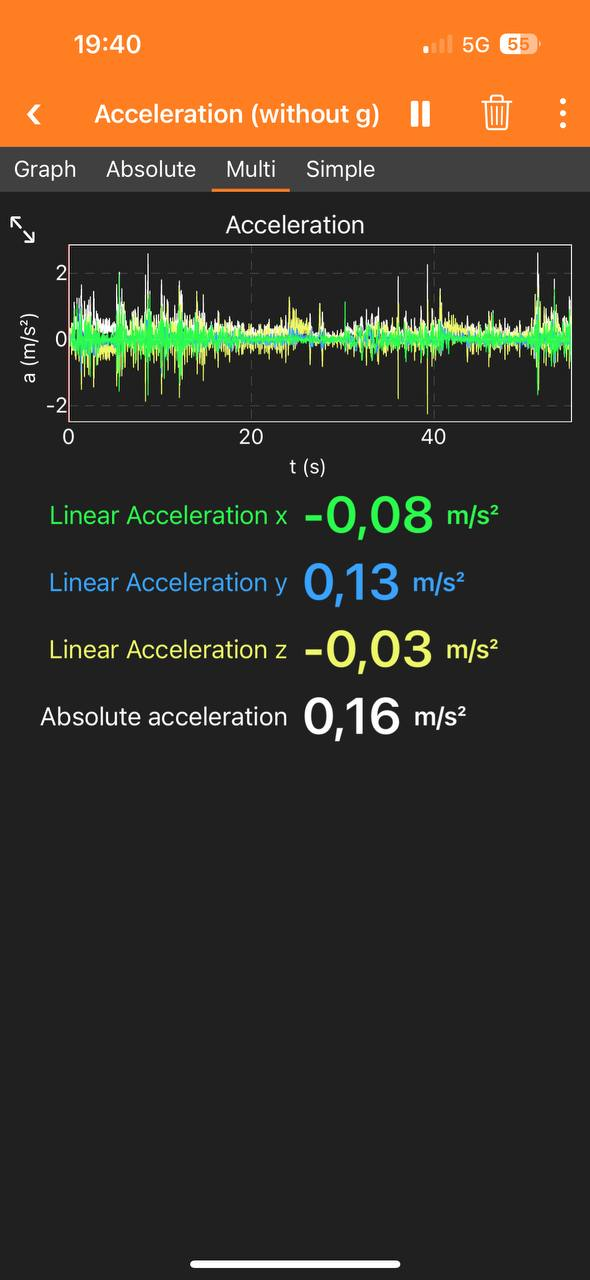 19:40 5G 55
Acceleration (without g)
Graph Absolute Multi Simple
Acceleration
2
0
-2
a (m/s²)
0 20 40
t (s)
Linear Acceleration x -0,08 m/s²
Linear Acceleration y 0,13 m/s²
Linear Acceleration z -0,03 m/s²
Absolute acceleration 0,16 m/s²